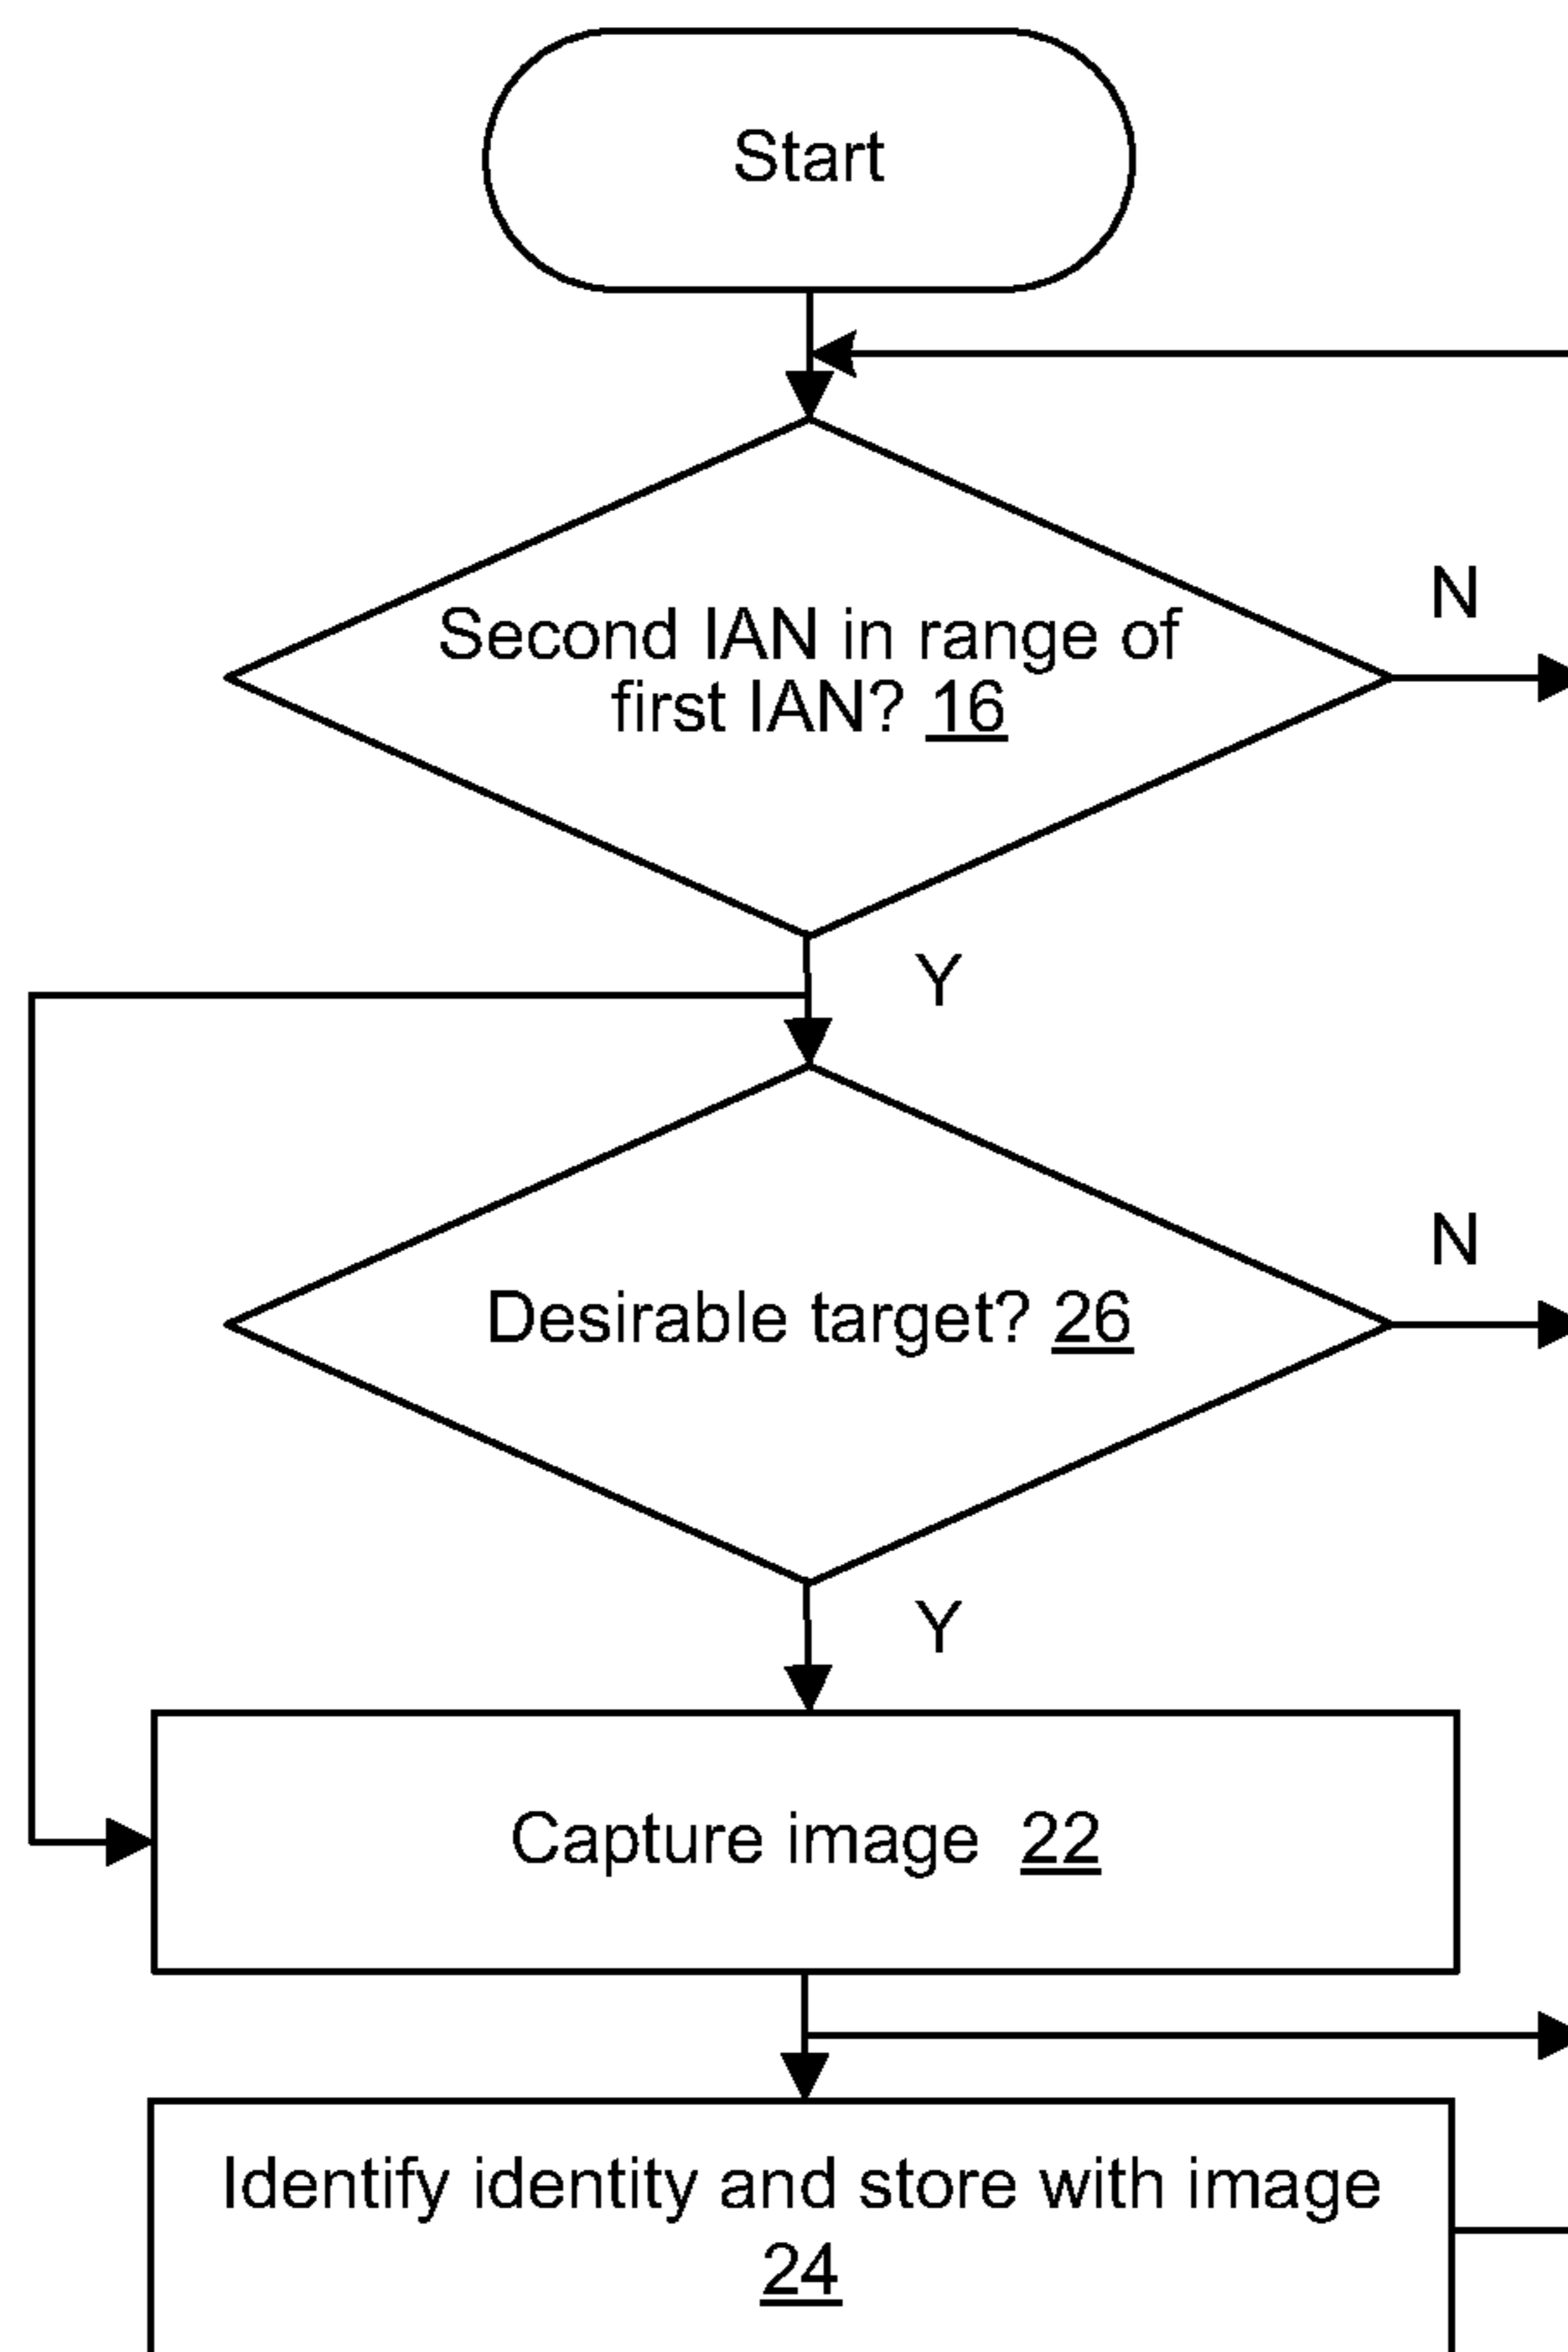 Start
N
Second IAN in range of
first IAN? 16
Y
N
Desirable target? 26
Y
Capture image 22
Identify identity and store with image
24